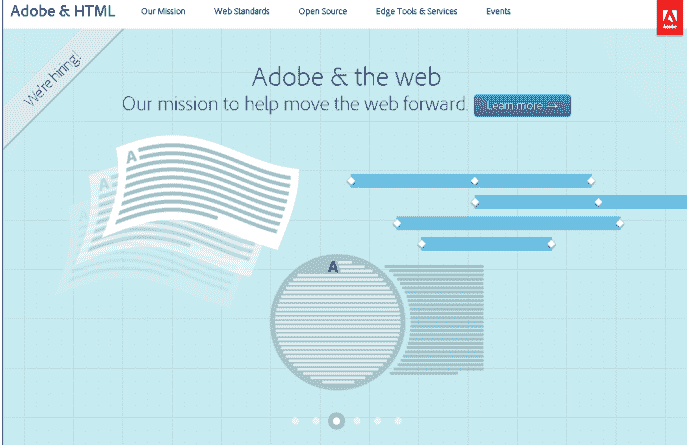 Adobe & HTML
Our Mission
Web Standards
Open Source
Edge Tools & Services
Events
Adobe
We're hiring!
Adobe & the web
Our mission to help move the web forward.
Learn more →
A
A
A